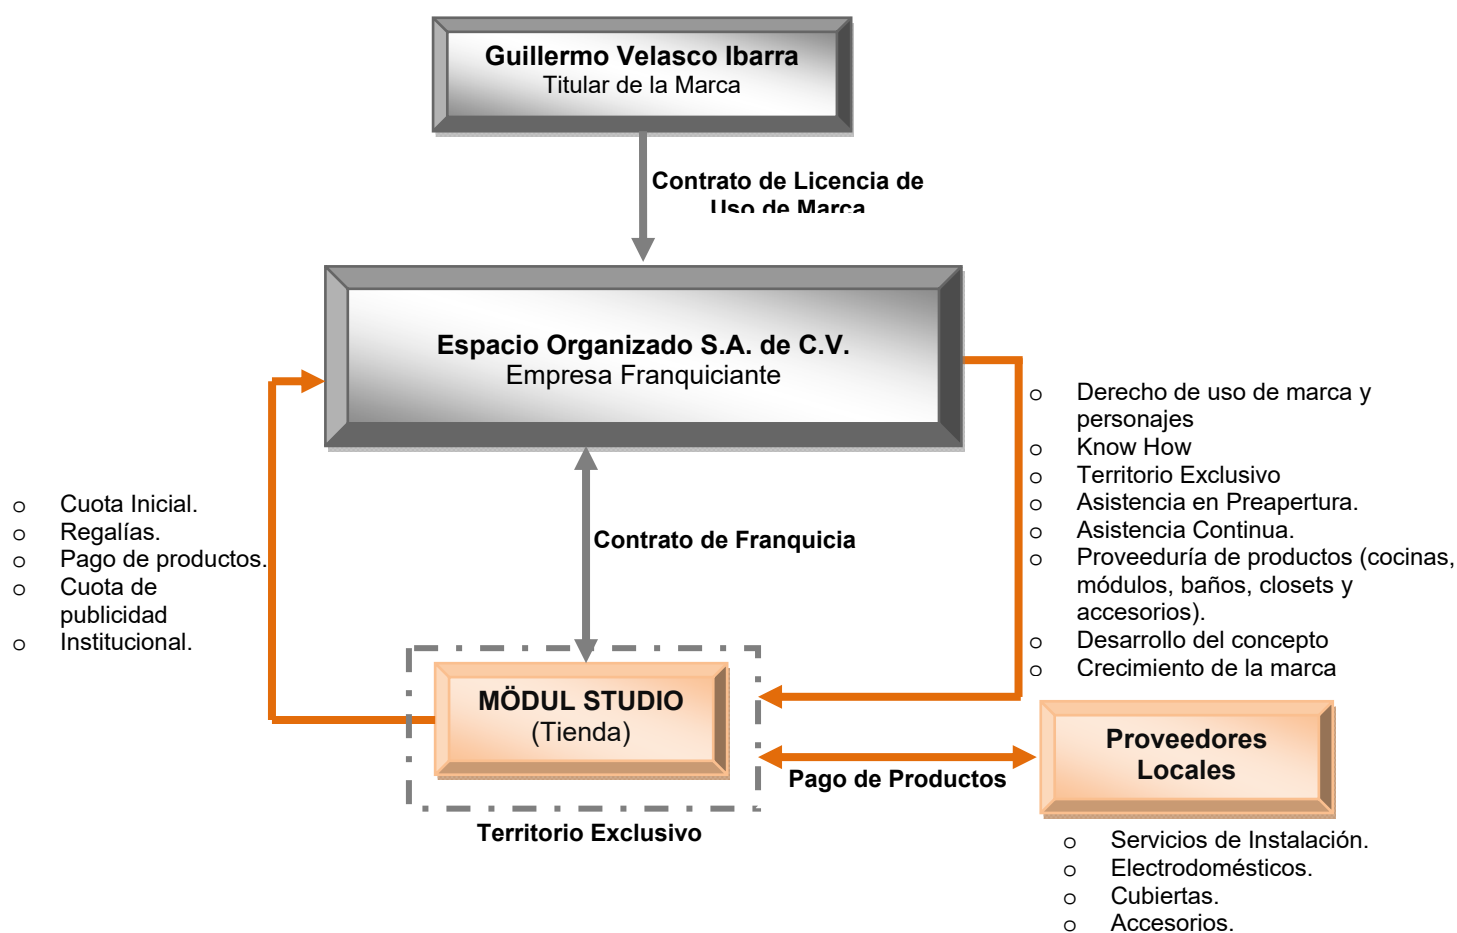 Guillermo Velasco Ibarra
Titular de la Marca
Contrato de Licencia de
Uso de Marca
Espacio Organizado S.A. de C.V.
Empresa Franquiciante
o Derecho de uso de marca y
personajes
o Know How
o Territorio Exclusivo
o Asistencia en Preapertura.
o Asistencia Continua.
o Proveeduría de productos (cocinas,
módulos, baños, closets y
accesorios).
o Desarrollo del concepto
o Crecimiento de la marca
o Cuota Inicial.
o Regalías.
o Pago de productos.
o Cuota de
publicidad
o Institucional.
Contrato de Franquicia
MÖDUL STUDIO
(Tienda)
Territorio Exclusivo
Pago de Productos
Proveedores
Locales
o Servicios de Instalación.
o Electrodomésticos.
o Cubiertas.
o Accesorios.